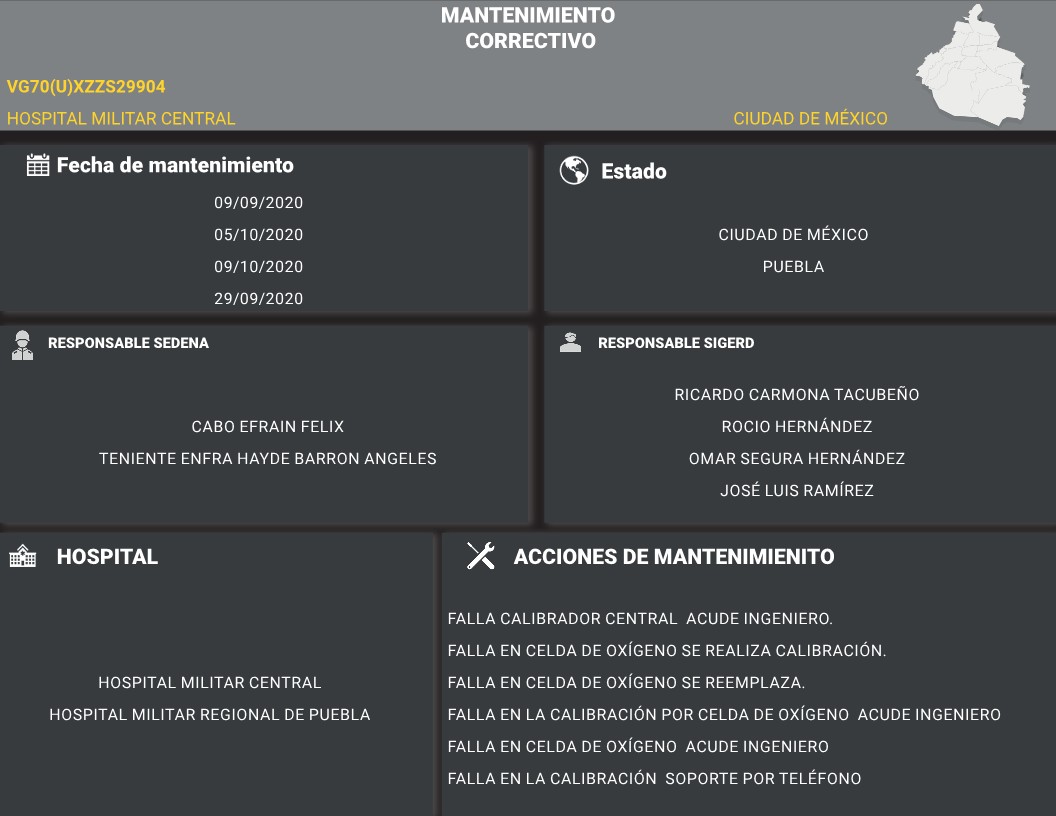 MANTENIMIENTO
CORRECTIVO
VG70(U)XZZS29904
HOSPITAL MILITAR CENTRAL
CIUDAD DE MÉXICO
Fecha de mantenimiento
09/09/2020
05/10/2020
09/10/2020
29/09/2020
Estado
CIUDAD DE MÉXICO
PUEBLA
RESPONSABLE SEDENA
CABO EFRAIN FELIX
TENIENTE ENFRA HAYDE BARRON ANGELES
RESPONSABLE SIGERD
RICARDO CARMONA TACUBEÑO
ROCIO HERNÁNDEZ
OMAR SEGURA HERNÁNDEZ
JOSÉ LUIS RAMÍREZ
HOSPITAL
HOSPITAL MILITAR CENTRAL
HOSPITAL MILITAR REGIONAL DE PUEBLA
ACCIONES DE MANTENIMIENITO
FALLA CALIBRADOR CENTRAL  ACUDE INGENIERO.
FALLA EN CELDA DE OXÍGENO SE REALIZA CALIBRACIÓN.
FALLA EN CELDA DE OXÍGENO SE REEMPLAZA.
FALLA EN LA CALIBRACIÓN POR CELDA DE OXÍGENO  ACUDE INGENIERO
FALLA EN CELDA DE OXÍGENO  ACUDE INGENIERO
FALLA EN LA CALIBRACIÓN  SOPORTE POR TELÉFONO